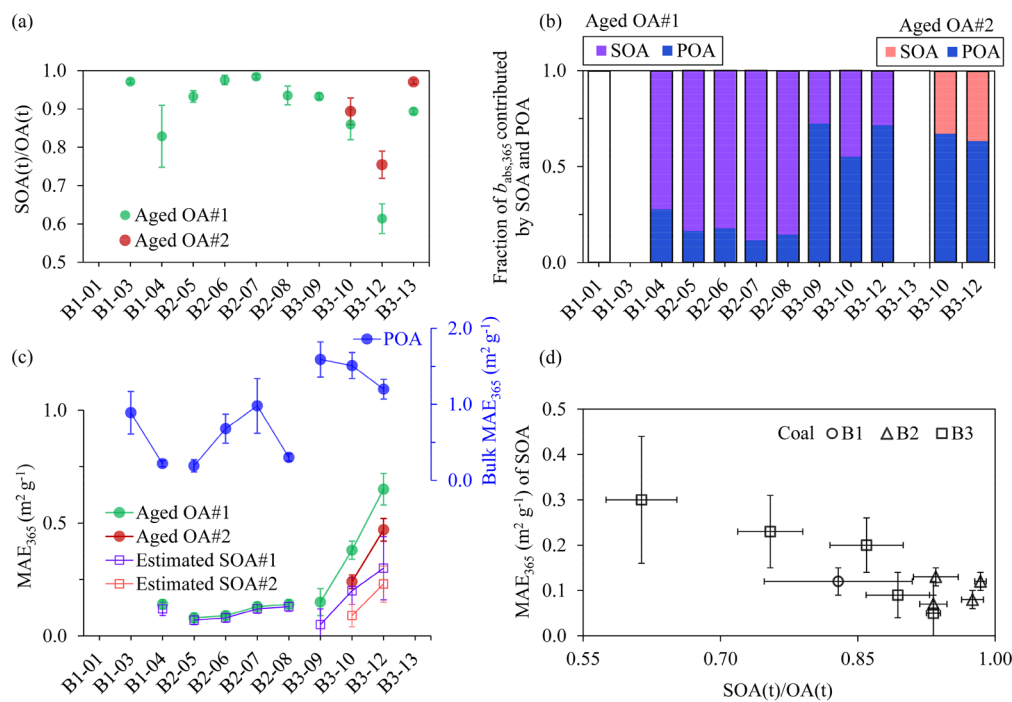 (a)
1.0
0.9
0.8
0.7
0.6
0.5
SOA(t)/OA(t)
Aged OA#1
Aged OA#2
B1-01
B1-03
B1-04
B2-05
B2-06
B2-07
B2-08
B3-09
B3-10
B3-12
B3-13
(b)
Aged OA#1
SOA POA
Aged OA#2
SOA POA
1.0
0.5
0.0
Fraction of babs,365 contributed
by SOA and POA
B1-01
B1-03
B1-04
B2-05
B2-06
B2-07
B2-08
B3-09
B3-10
B3-12
B3-13
B3-10
B3-12
(c)
POA
2.0
1.0
0.0
Bulk MAE365 (m2 g-1)
1.0
0.5
0.0
MAE365 (m2 g-1)
Aged OA#1
Aged OA#2
Estimated SOA#1
Estimated SOA#2
B1-01
B1-03
B1-04
B2-05
B2-06
B2-07
B2-08
B3-09
B3-10
B3-12
B3-13
(d)
0.5
0.4
0.3
0.2
0.1
0.0
MAE365 (m2 g-1) of SOA
Coal B1 B2 B3
0.55 0.70 0.85 1.00
SOA(t)/OA(t)